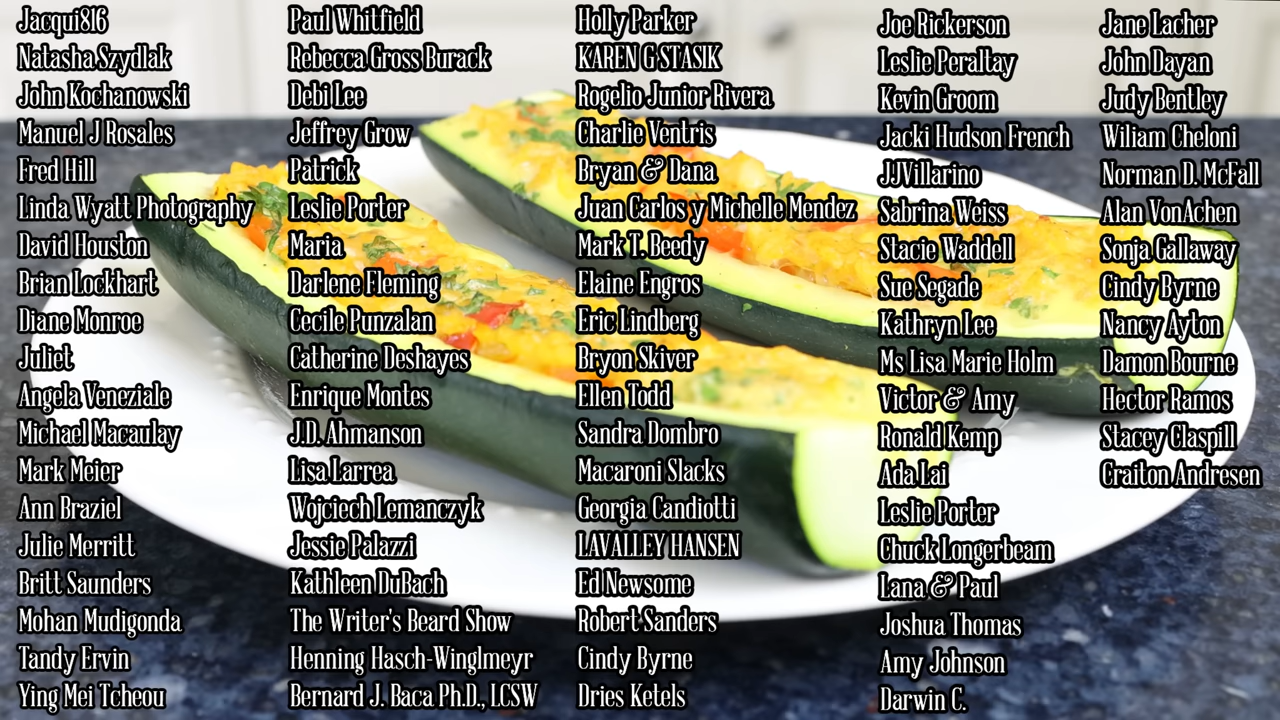 Jacqui816
Natasha Szydlak
John Kochanowski
Manuel J Rosales
Fred Hill
Linda Wyatt Photography
David Houston
Brian Lockhart
Diane Monroe
Juliet
Angela Veneziale
Michael Macaulay
Mark Meier
Ann Braziel
Julie Merritt
Britt Saunders
Mohan Mudigonda
Tandy Ervin
Ying Mei Tcheou
Paul Whitfield
Rebecca Gross Burack
Debi Lee
Jeffrey Grow
Patrick
Leslie Porter
Maria
Darlene Fleming
Cecile Punzalan
Catherine Deshayes
Enrique Montes
J.D. Ahmanson
Lisa Larrea
Wojciech Lemanczyk
Jessie Palazzi
Kathleen DuBach
The Writer's Beard Show
Henning Hasch-Winglmeyr
Bernard J. Baca Ph.D., LCSW
Holly Parker
KAREN G STASIK
Rogelio Junior Rivera
Charlie Ventris
Bryan & Dana
Juan Carlos y Michelle Mendez
Mark T. Beedy
Elaine Engros
Eric Lindberg
Bryon Skiver
Ellen Todd
Sandra Dombro
Macaroni Slacks
Georgia Candiotti
LAVALLEY HANSEN
Ed Newsome
Robert Sanders
Cindy Byrne
Dries Ketels
Joe Rickerson
Leslie Peraltay
Kevin Groom
Jacki Hudson French
JJVillarino
Sabrina Weiss
Stacie Waddell
Sue Segade
Kathryn Lee
Ms Lisa Marie Holm
Victor & Amy
Ronald Kemp
Ada Lai
Leslie Porter
Chuck Longerbeam
Lana & Paul
Joshua Thomas
Amy Johnson
Darwin C.
Jane Lacher
John Dayan
Judy Bentley
Wiliam Cheloni
Norman D. McFall
Alan VonAchen
Sonja Gallaway
Cindy Byrne
Nancy Ayton
Damon Bourne
Hector Ramos
Stacey Claspill
Graiton Andresen